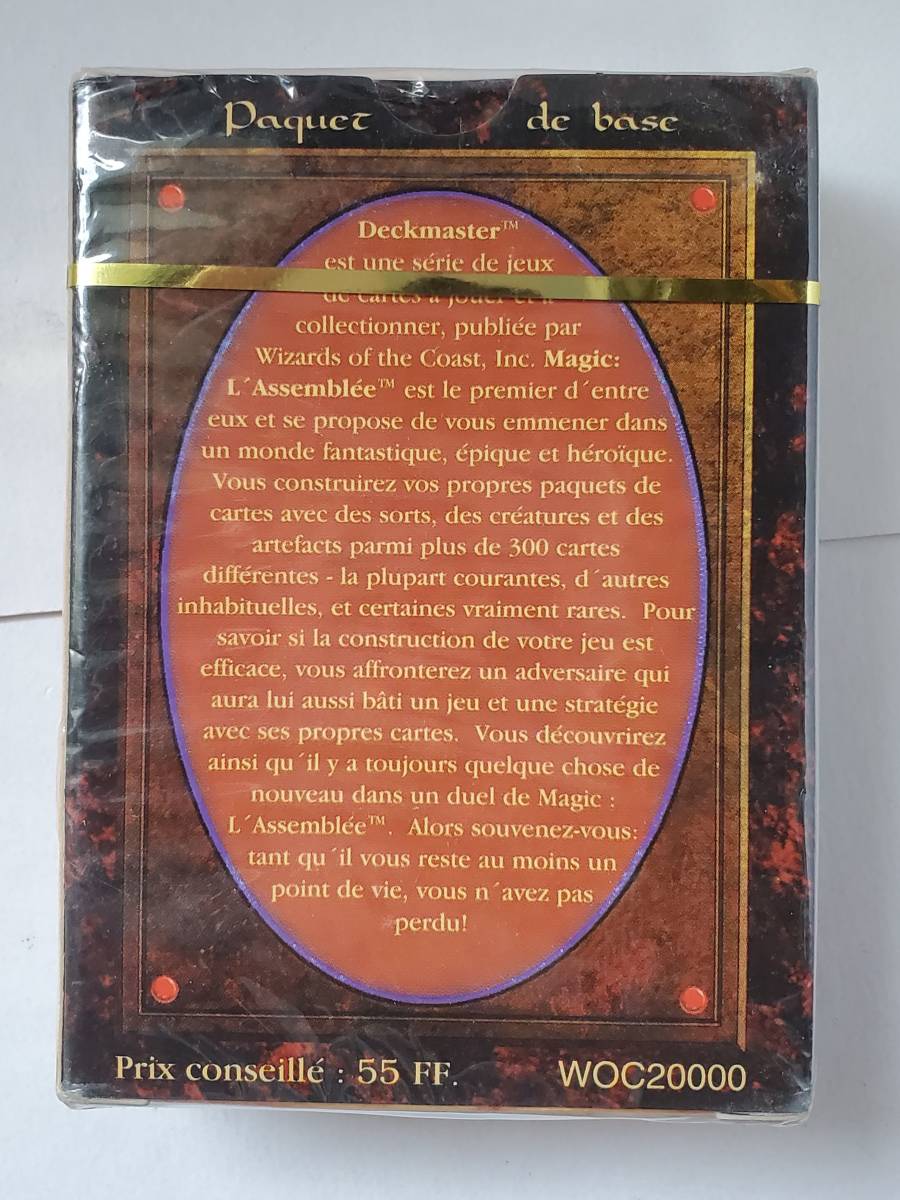 Paquet de base
Deckmaster™
est une série de jeux
de cartes à jouer et à
collectionner, publiée par
Wizards of the Coast, Inc. Magic:
L´Assemblée™ est le premier d´entre
eux et se propose de vous emmener dans
un monde fantastique, épique et héroïque.
Vous construirez vos propres paquets de
cartes avec des sorts, des créatures et des
artefacts parmi plus de 300 cartes
différentes - la plupart courantes, d´autres
inhabituelles, et certaines vraiment rares. Pour
savoir si la construction de votre jeu est
efficace, vous affronterez un adversaire qui
aura lui aussi bâti un jeu et une stratégie
avec ses propres cartes. Vous découvrirez
ainsi qu´il y a toujours quelque chose de
nouveau dans un duel de Magic :
L´Assemblée™. Alors souvenez-vous:
tant qu´il vous reste au moins un
point de vie, vous n´avez pas
perdu!
Prix conseillé : 55 FF.
WOC20000